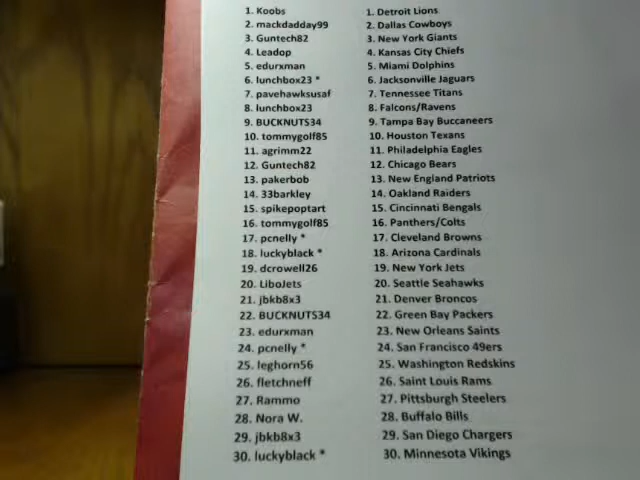 1. Koobs 1. Detroit Lions
2. mackdadday99 2. Dallas Cowboys
3. Guntech82 3. New York Giants
4. Leadop 4. Kansas City Chiefs
5. edurxman 5. Miami Dolphins
6. lunchbox23 * 6. Jacksonville Jaguars
7. pavehawksusaf 7. Tennessee Titans
8. lunchbox23 8. Falcons/Ravens
9. BUCKNUTS34 9. Tampa Bay Buccaneers
10. tommygolf85 10. Houston Texans
11. agrimm22 11. Philadelphia Eagles
12. Guntech82 12. Chicago Bears
13. pakerbob 13. New England Patriots
14. 33barkley 14. Oakland Raiders
15. spikepoptart 15. Cincinnati Bengals
16. tommygolf85 16. Panthers/Colts
17. pcnelly * 17. Cleveland Browns
18. luckyblack * 18. Arizona Cardinals
19. dcrowell26 19. New York Jets
20. LiboJets 20. Seattle Seahawks
21. jbkb8x3 21. Denver Broncos
22. BUCKNUTS34 22. Green Bay Packers
23. edurxman 23. New Orleans Saints
24. pcnelly * 24. San Francisco 49ers
25. leghorn56 25. Washington Redskins
26. fletchneff 26. Saint Louis Rams
27. Rammo 27. Pittsburgh Steelers
28. Nora W. 28. Buffalo Bills
29. jbkb8x3 29. San Diego Chargers
30. luckyblack * 30. Minnesota Vikings